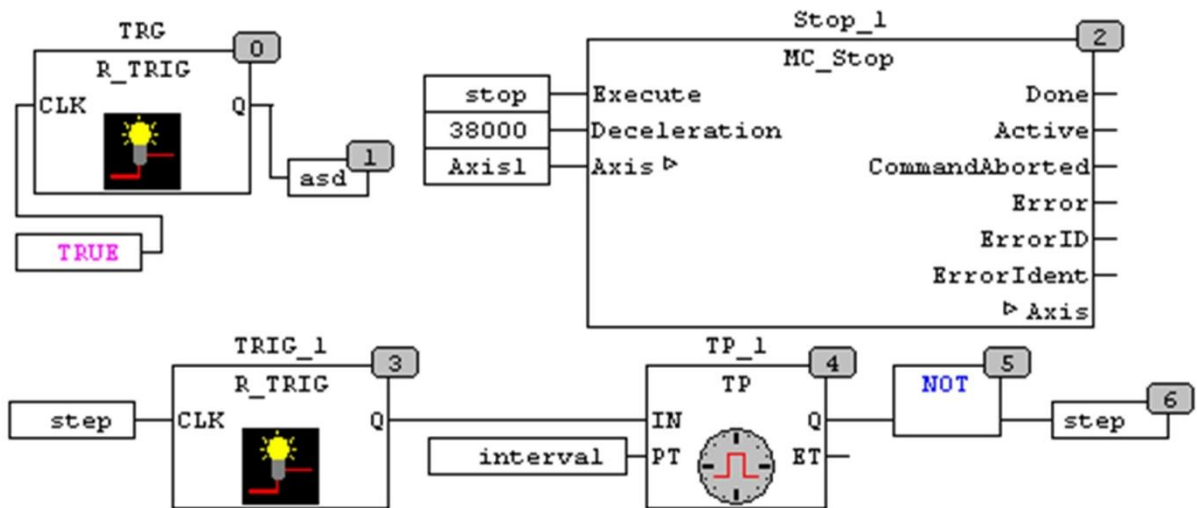 TRG
0
R_TRIG
CLK Q
1
asd
TRUE
Stop_1
2
MC_Stop
stop Execute Done
38000 Deceleration Active
Axis1 Axis CommandAborted
Error
ErrorID
ErrorIdent
Axis
TRIG_1
3
R_TRIG
step CLK Q
TP_1
4
TP
IN Q
interval PT ET
5
NOT
6
step